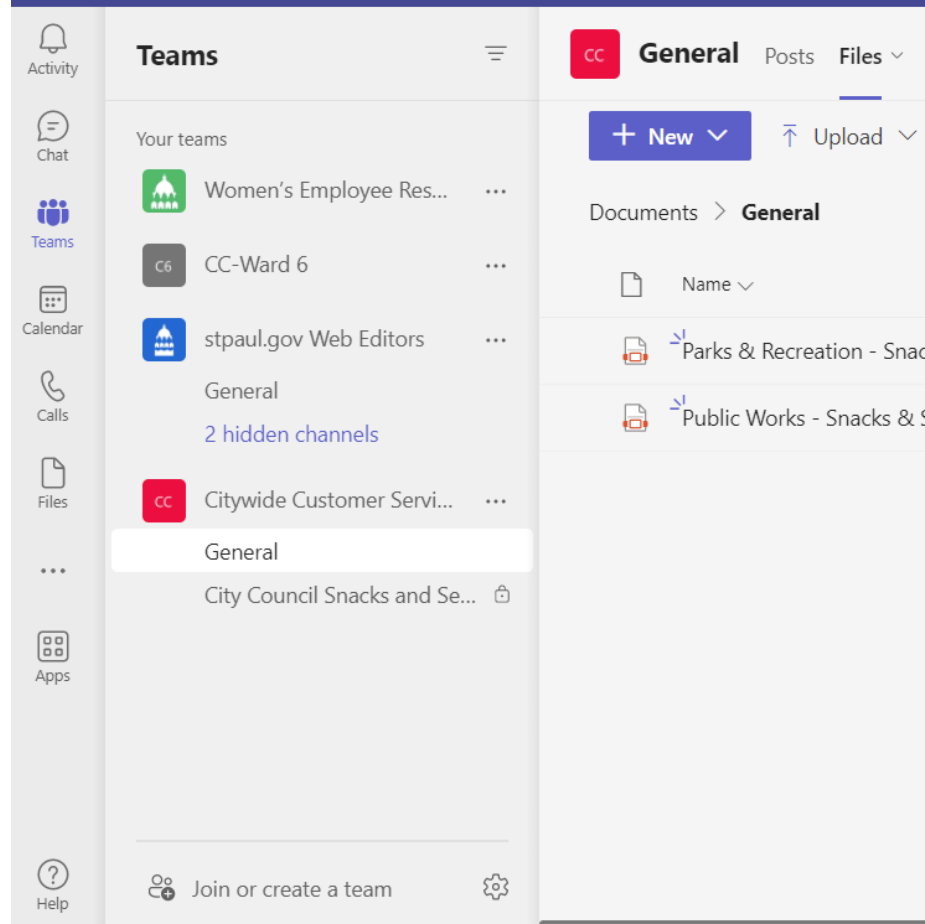 Activity
Chat
Teams
Calendar
Calls
Files
Apps
Help
Teams
Your teams
Women's Employee Res...
C6 CC-Ward 6
stpaul.gov Web Editors
General
2 hidden channels
CC Citywide Customer Servi...
General
City Council Snacks and Se...
Join or create a team
CC General Posts Files
+ New Upload
Documents > General
Name
Parks & Recreation - Snac
Public Works - Snacks & S